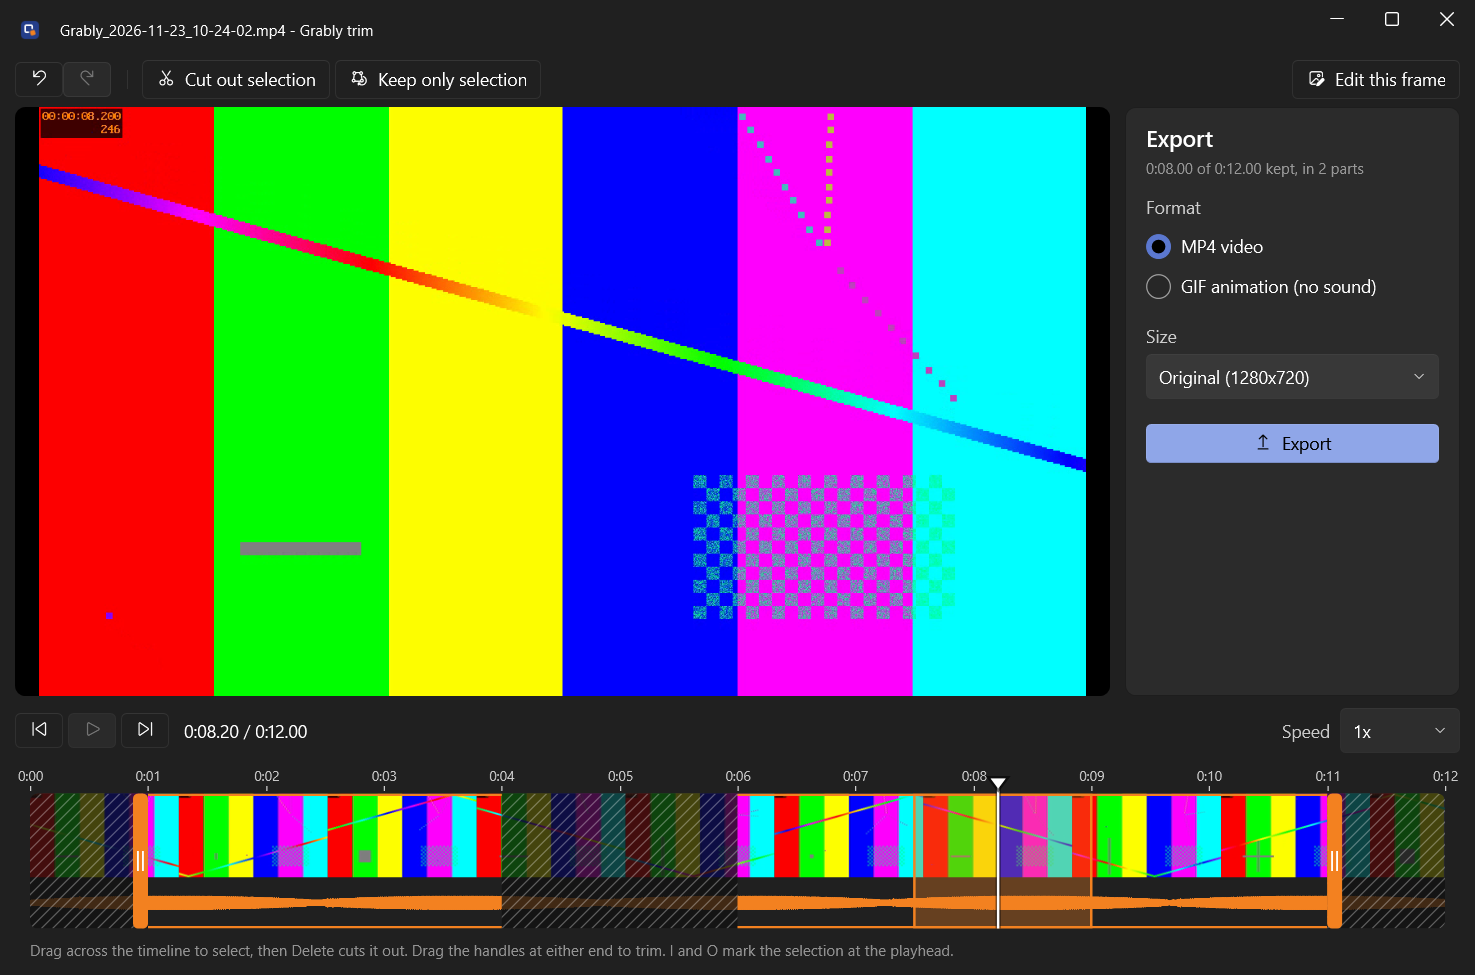 Grably_2026-11-23_10-24-02.mp4 - Grably trim
Cut out selection
Keep only selection
Edit this frame
00:00:08.200
246
Export
0:08.00 of 0:12.00 kept, in 2 parts
Format
MP4 video
GIF animation (no sound)
Size
Original (1280x720)
Export
0:08.20 / 0:12.00
Speed
1x
0:00 0:01 0:02 0:03 0:04 0:05 0:06 0:07 0:08 0:09 0:10 0:11 0:12
Drag across the timeline to select, then Delete cuts it out. Drag the handles at either end to trim. I and O mark the selection at the playhead.